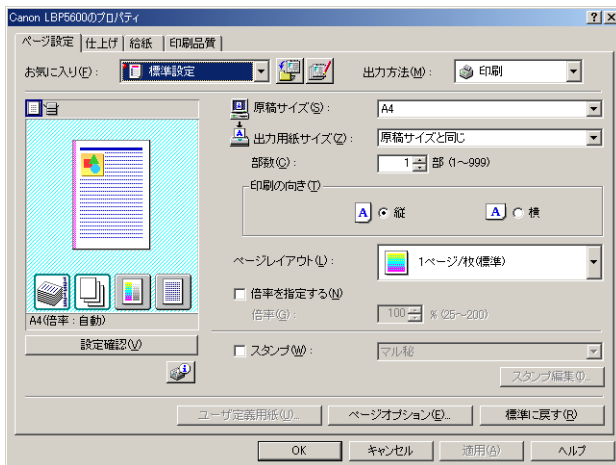 Canon LBP5600のプロパティ
ページ設定 仕上げ 給紙 印刷品質
お気に入り(F): 標準設定 出力方法(M): 印刷
原稿サイズ(S): A4
出力用紙サイズ(Z): 原稿サイズと同じ
部数(C): 1 部 (1～999)
印刷の向き(T)
A 縦 A 横
ページレイアウト(L): 1ページ/枚(標準)
倍率を指定する(N)
倍率(G): 100 % (25～200)
A4(倍率:自動)
設定確認(V)
スタンプ(W): マル秘
スタンプ編集(I)...
ユーザ定義用紙(U)... ページオプション(E)... 標準に戻す(R)
OK キャンセル 適用(A) ヘルプ